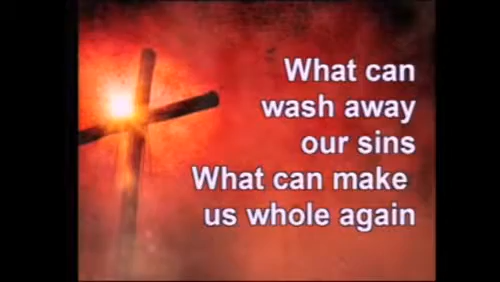 What can
wash away
our sins
What can make
us whole again